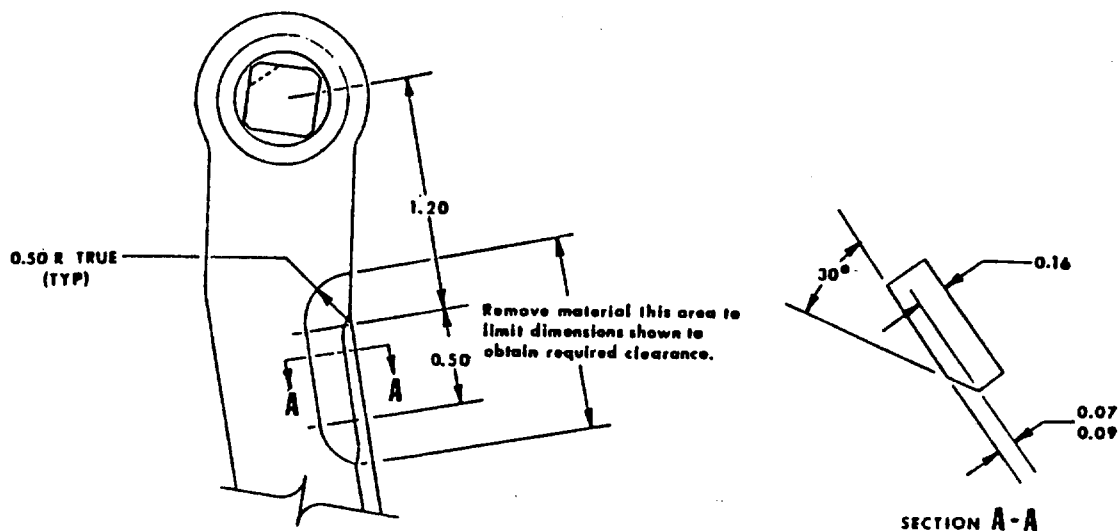 1.20
0.50 R TRUE
(TYP)
Remove material this area to
limit dimensions shown to
obtain required clearance.
0.50
A
A
30°
0.16
0.07
0.09
SECTION A-A